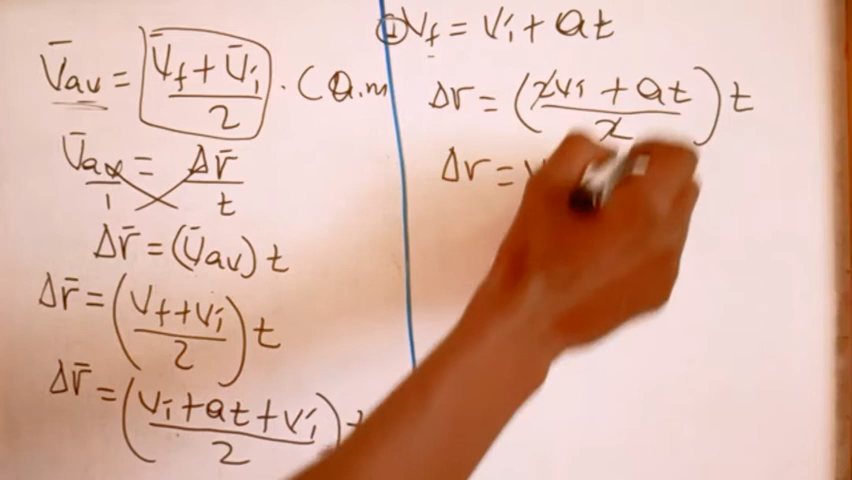 V̄av = V̄f + V̄i / 2 . (a.m
V̄av / 1 = Δr̄ / t
Δr̄ = (V̄av) t
Δr̄ = (Vf + Vi / 2) t
Δr̄ = (Vi + at + Vi / 2) t
① Vf = Vi + at
Δr = (2Vi + at / 2) t
Δr =